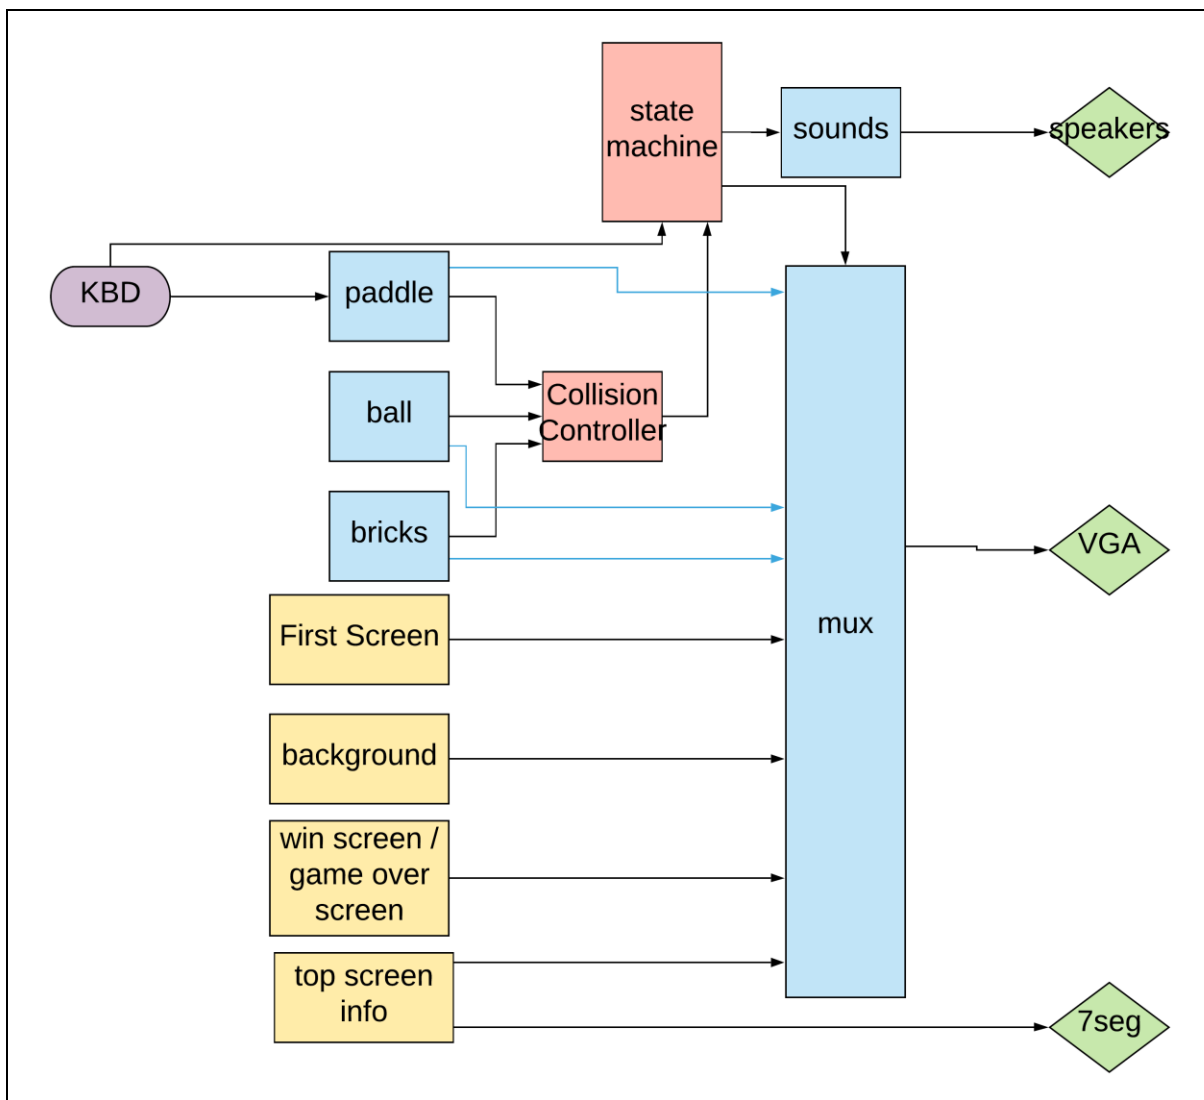 state
machine
sounds
speakers
KBD
paddle
ball
Collision
Controller
bricks
VGA
First Screen
mux
background
win screen /
game over
screen
top screen
info
7seg